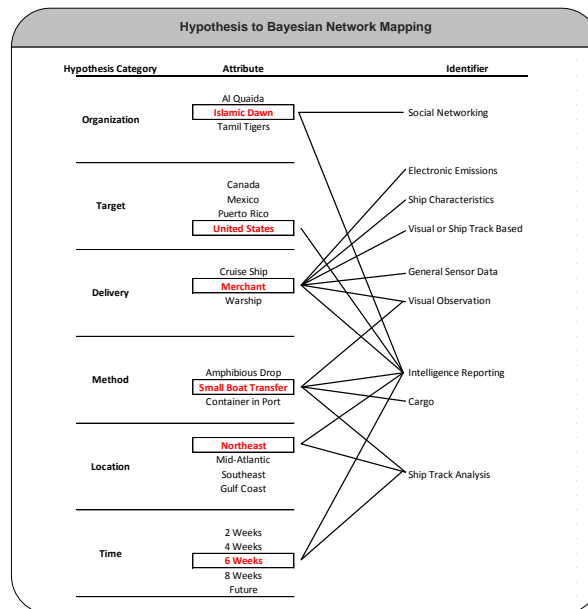 Hypothesis to Bayesian Network Mapping
Hypothesis Category Attribute Identifier
Al Quaida
Organization Islamic Dawn Social Networking
Tamil Tigers
Electronic Emissions
Canada
Mexico Ship Characteristics
Target
Puerto Rico
United States Visual or Ship Track Based
Cruise Ship General Sensor Data
Delivery Merchant
Warship Visual Observation
Amphibious Drop Intelligence Reporting
Method Small Boat Transfer
Container in Port Cargo
Northeast
Mid-Atlantic
Location
Southeast Ship Track Analysis
Gulf Coast
2 Weeks
4 Weeks
Time 6 Weeks
8 Weeks
Future